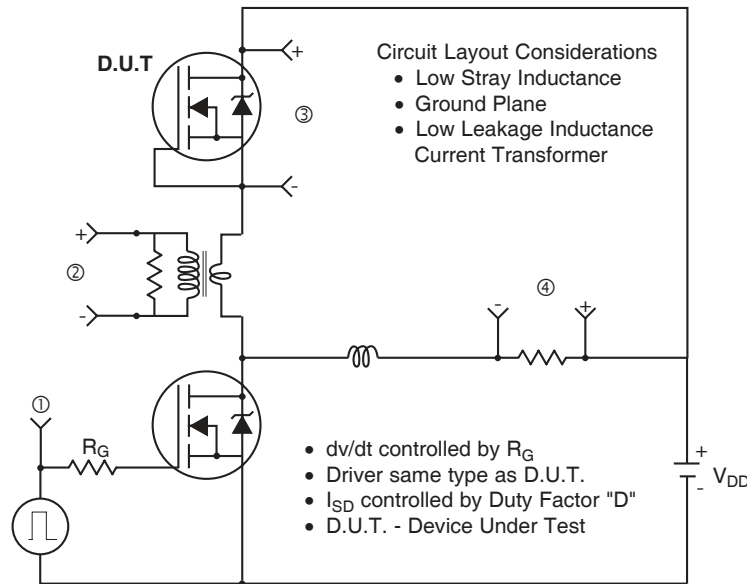 D.U.T
+
-
③
Circuit Layout Considerations
• Low Stray Inductance
• Ground Plane
• Low Leakage Inductance
Current Transformer
+
②
-
-
④
+
①
R_G
• dv/dt controlled by R_G
• Driver same type as D.U.T.
• I_SD controlled by Duty Factor "D"
• D.U.T. - Device Under Test
+
V_DD
-